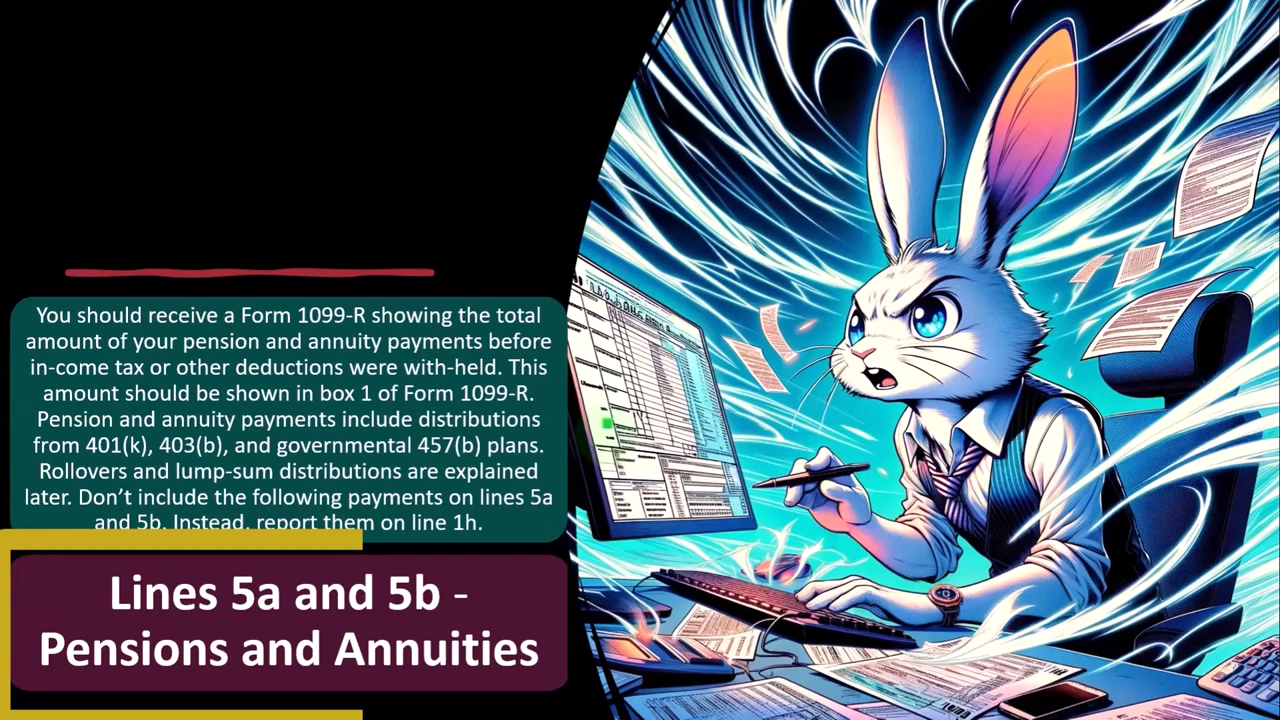 You should receive a Form 1099-R showing the total
amount of your pension and annuity payments before
in-come tax or other deductions were with-held. This
amount should be shown in box 1 of Form 1099-R.
Pension and annuity payments include distributions
from 401(k), 403(b), and governmental 457(b) plans.
Rollovers and lump-sum distributions are explained
later. Don’t include the following payments on lines 5a
and 5b. Instead, report them on line 1h.
Lines 5a and 5b -
Pensions and Annuities